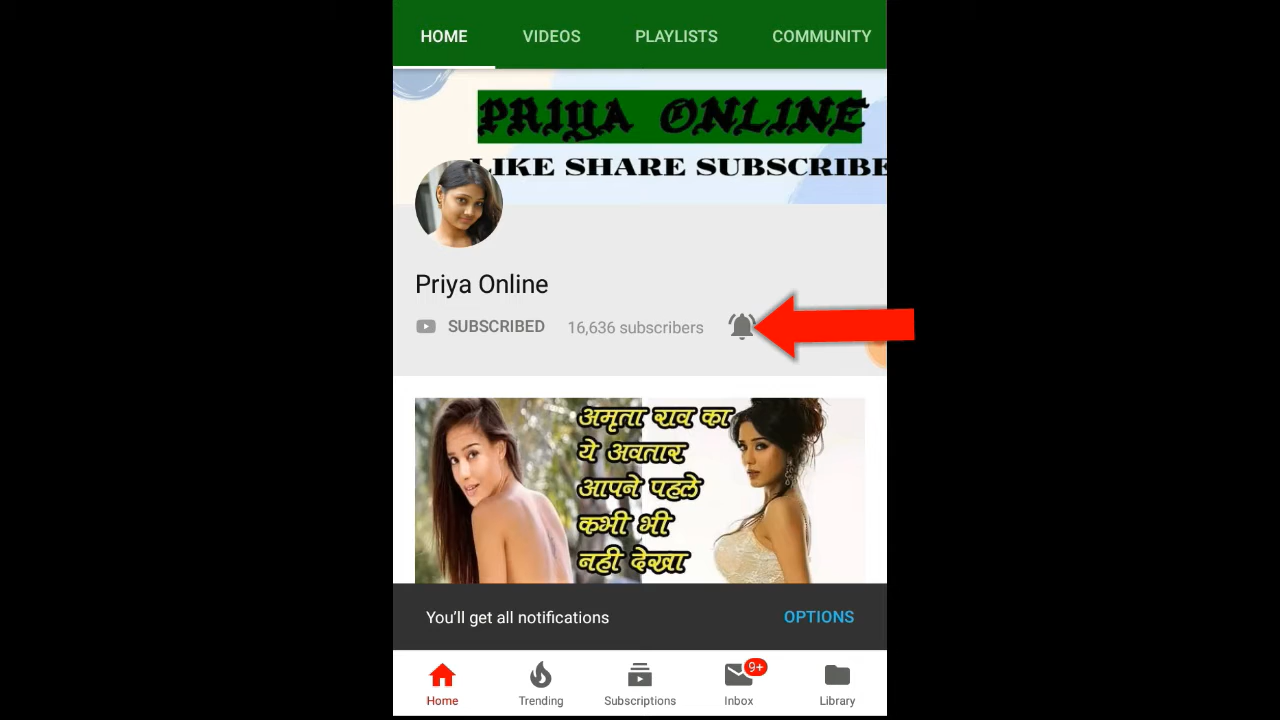 HOME VIDEOS PLAYLISTS COMMUNITY
PRIYA ONLINE
LIKE SHARE SUBSCRIBE
Priya Online
SUBSCRIBED 16,636 subscribers
अमृता राव का
ये अवतार
आपने पहले
कभी भी
नही देखा
You'll get all notifications OPTIONS
9+
Home Trending Subscriptions Inbox Library